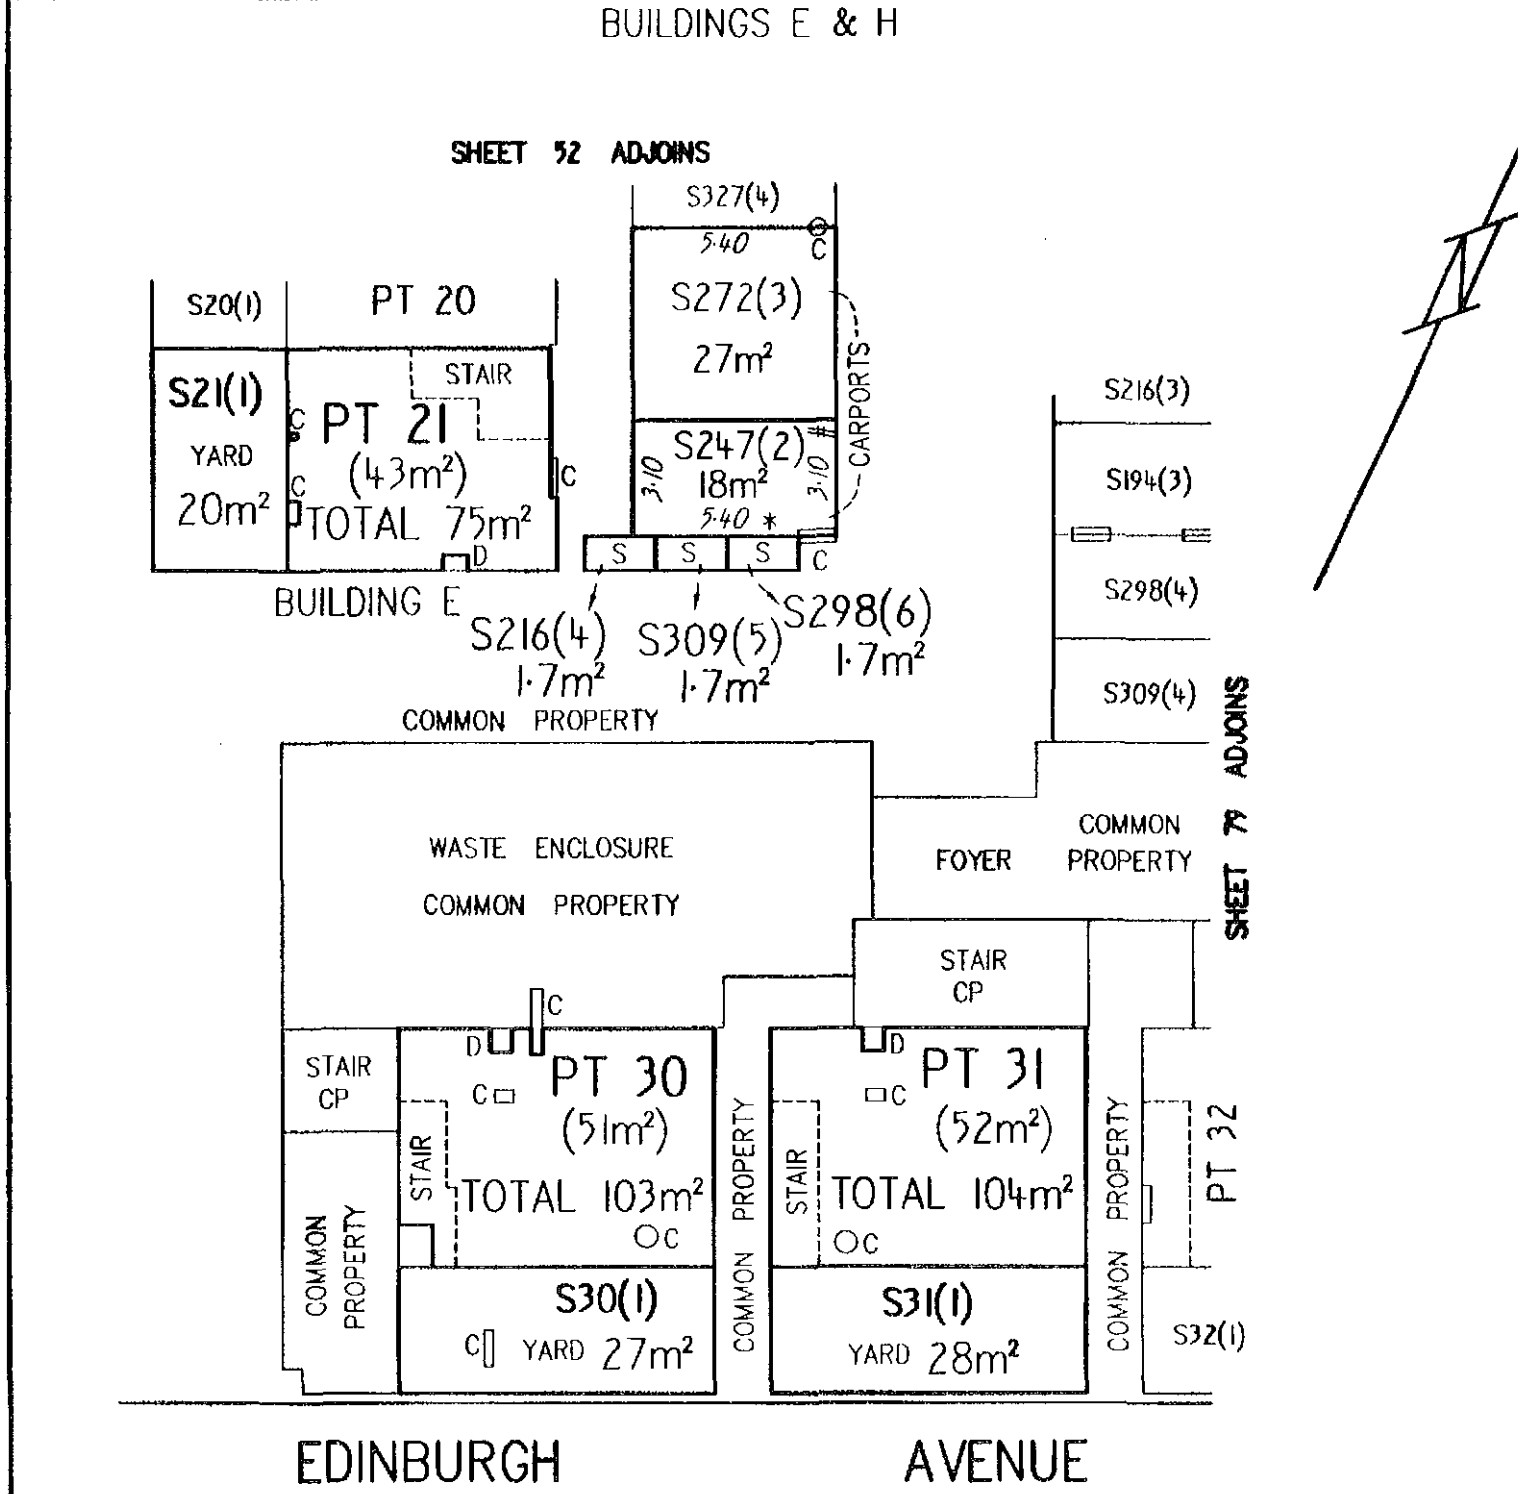 BUILDINGS E & H
SHEET 52 ADJOINS
S327(4)
5·40
C
S272(3)
27m²
CARPORTS
S247(2)
18m²
3·10
3·10
5·40 *
#
S
S
S
C
S216(4)
1·7m²
S309(5)
1·7m²
S298(6)
1·7m²
S20(1)
PT 20
S21(1)
YARD
20m²
STAIR
C
PT 21
(43m²)
C
C
TOTAL 75m²
D
BUILDING E
N
S216(3)
S194(3)
S298(4)
S309(4)
SHEET 79 ADJOINS
COMMON PROPERTY
WASTE ENCLOSURE
COMMON PROPERTY
FOYER
COMMON
PROPERTY
STAIR
CP
STAIR
CP
COMMON
PROPERTY
C
D
PT 30
C
(51m²)
STAIR
TOTAL 103m²
C
S30(1)
C
YARD 27m²
COMMON PROPERTY
D
PT 31
C
(52m²)
STAIR
TOTAL 104m²
C
S31(1)
YARD 28m²
COMMON PROPERTY
PT 32
S32(1)
EDINBURGH AVENUE